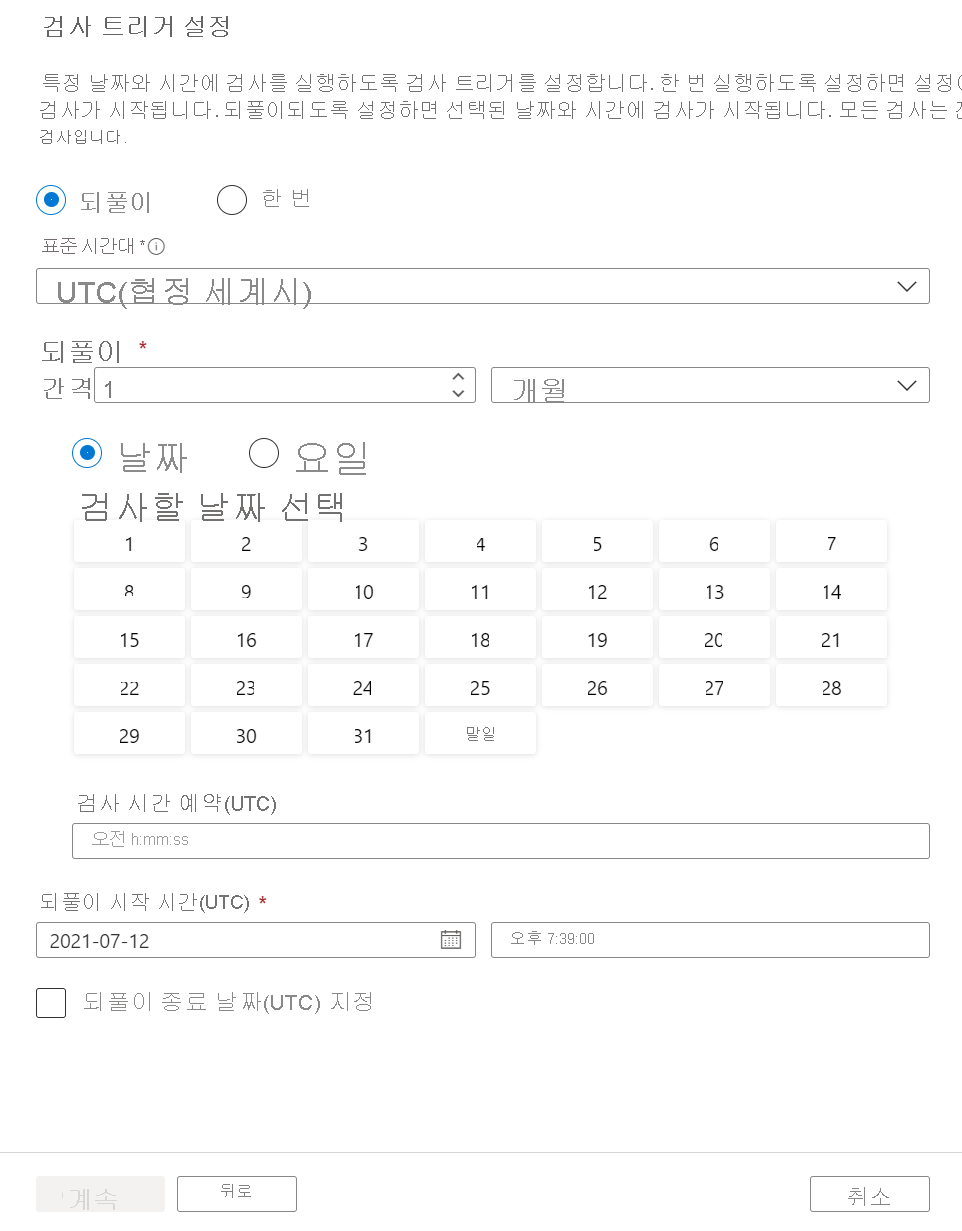 검사 트리거 설정
특정 날짜와 시간에 검사를 실행하도록 검사 트리거를 설정합니다. 한 번 실행하도록 설정하면 설정이
검사가 시작됩니다. 되풀이되도록 설정하면 선택된 날짜와 시간에 검사가 시작됩니다. 모든 검사는
검사입니다.
되풀이 한 번
표준 시간대 *
UTC(협정 세계시)
되풀이 *
간격 1 개월
날짜 요일
검사할 날짜 선택
1 2 3 4 5 6 7
8 9 10 11 12 13 14
15 16 17 18 19 20 21
22 23 24 25 26 27 28
29 30 31 말일
검사 시간 예약(UTC)
오전 h:mm:ss
되풀이 시작 시간(UTC) *
2021-07-12 오후 7:39:00
되풀이 종료 날짜(UTC) 지정
계속 뒤로 취소